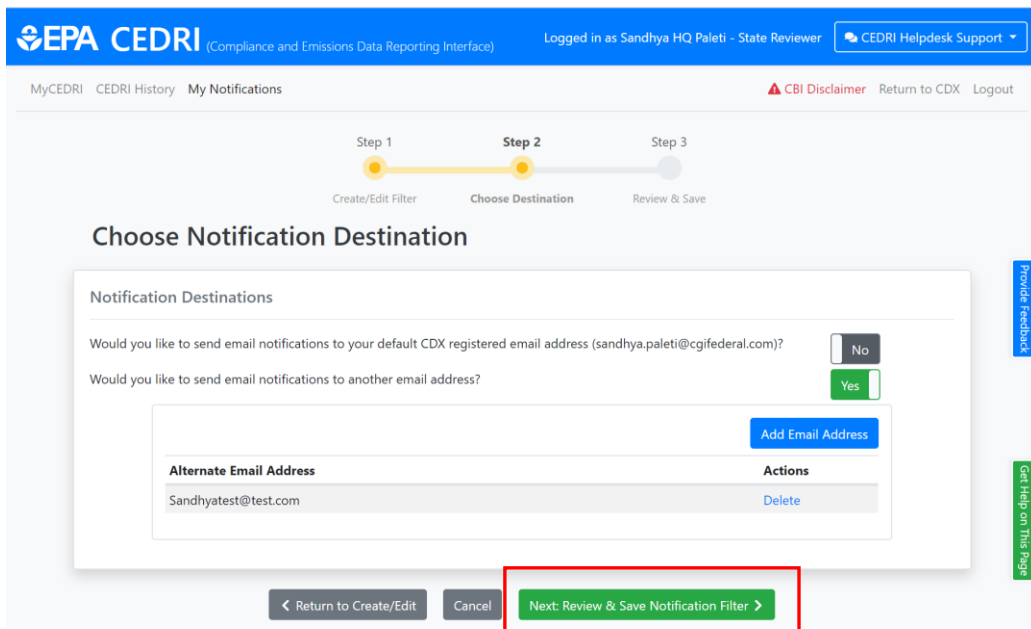 EPA CEDRI (Compliance and Emissions Data Reporting Interface) Logged in as Sandhya HQ Paleti - State Reviewer CEDRI Helpdesk Support
MyCEDRI CEDRI History My Notifications CBI Disclaimer Return to CDX Logout
Step 1 Step 2 Step 3
Create/Edit Filter Choose Destination Review & Save
Choose Notification Destination
Notification Destinations
Would you like to send email notifications to your default CDX registered email address (sandhya.paleti@cgifederal.com)? No
Would you like to send email notifications to another email address? Yes
Add Email Address
Alternate Email Address Actions
Sandhyatest@test.com Delete
Return to Create/Edit Cancel Next: Review & Save Notification Filter
Provide Feedback
Get Help on This Page